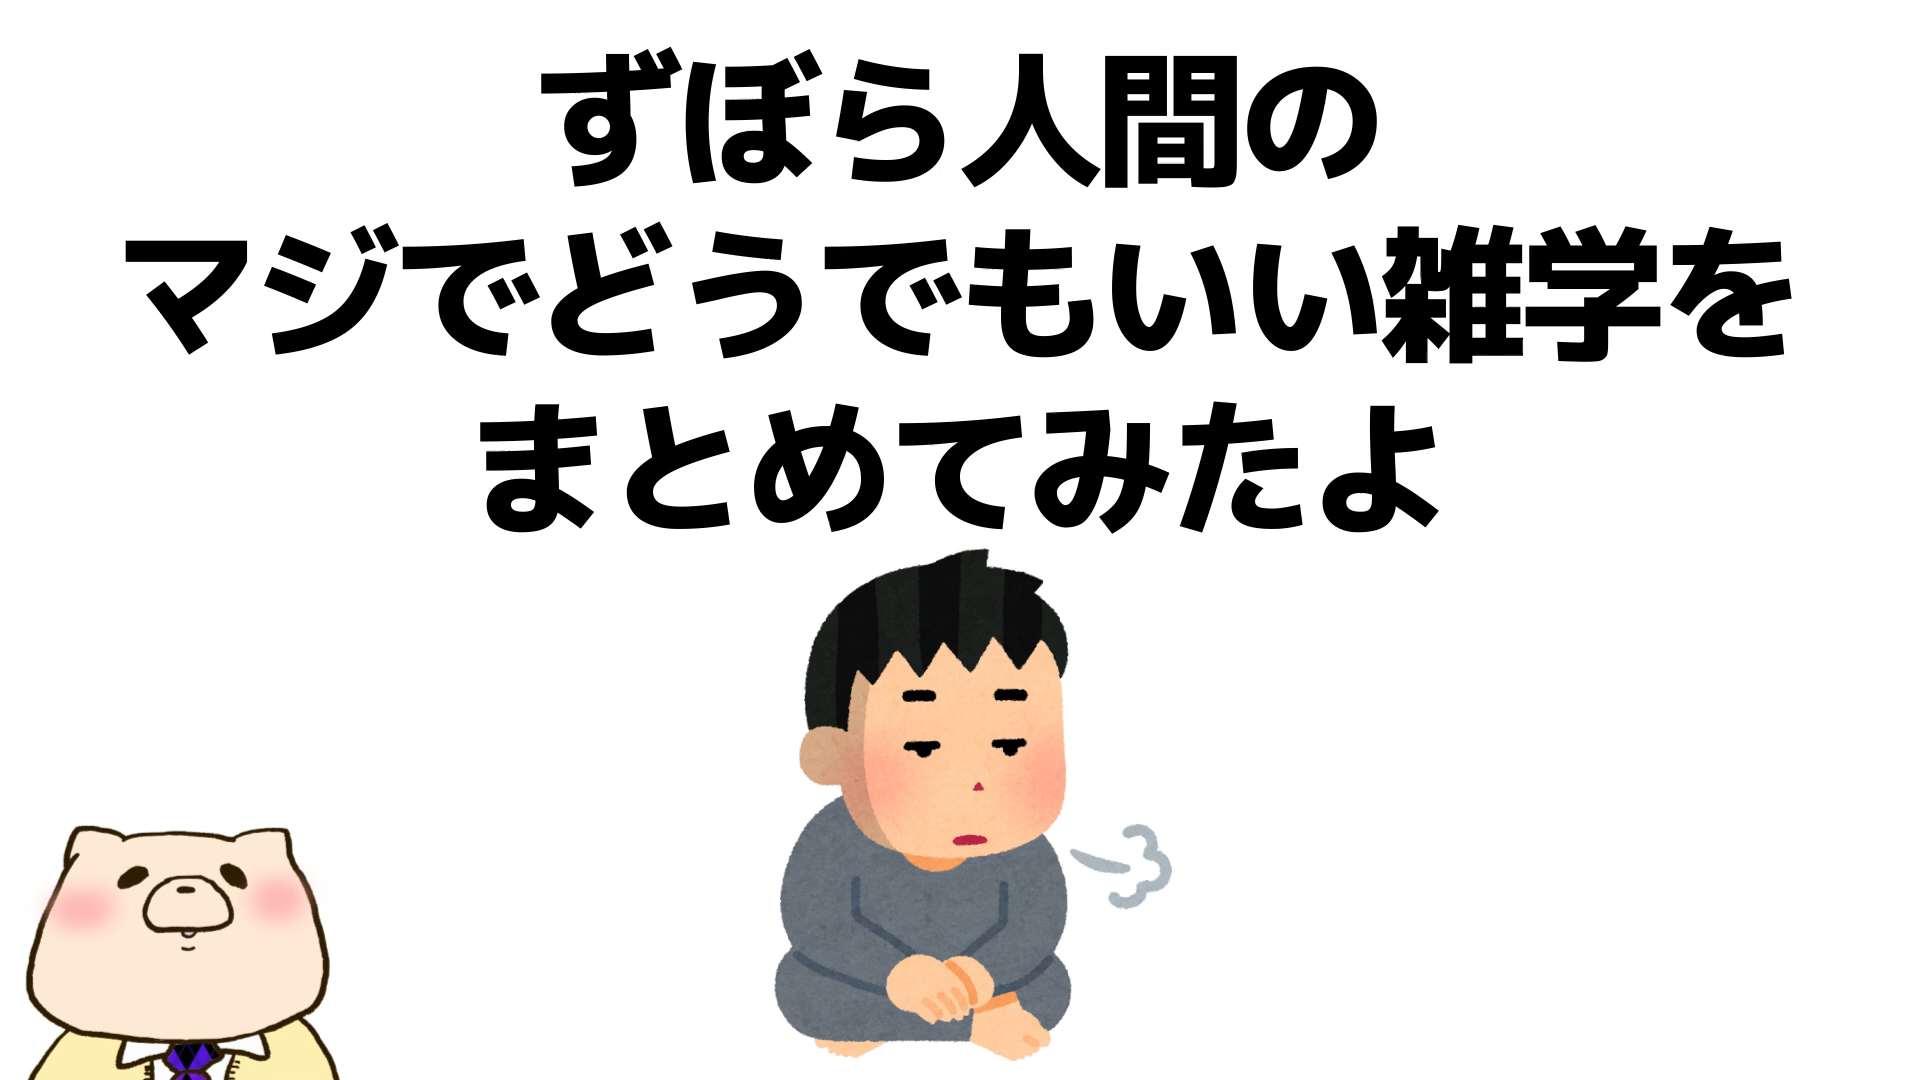 ずぼら人間の
マジでどうでもいい雑学を
まとめてみたよ